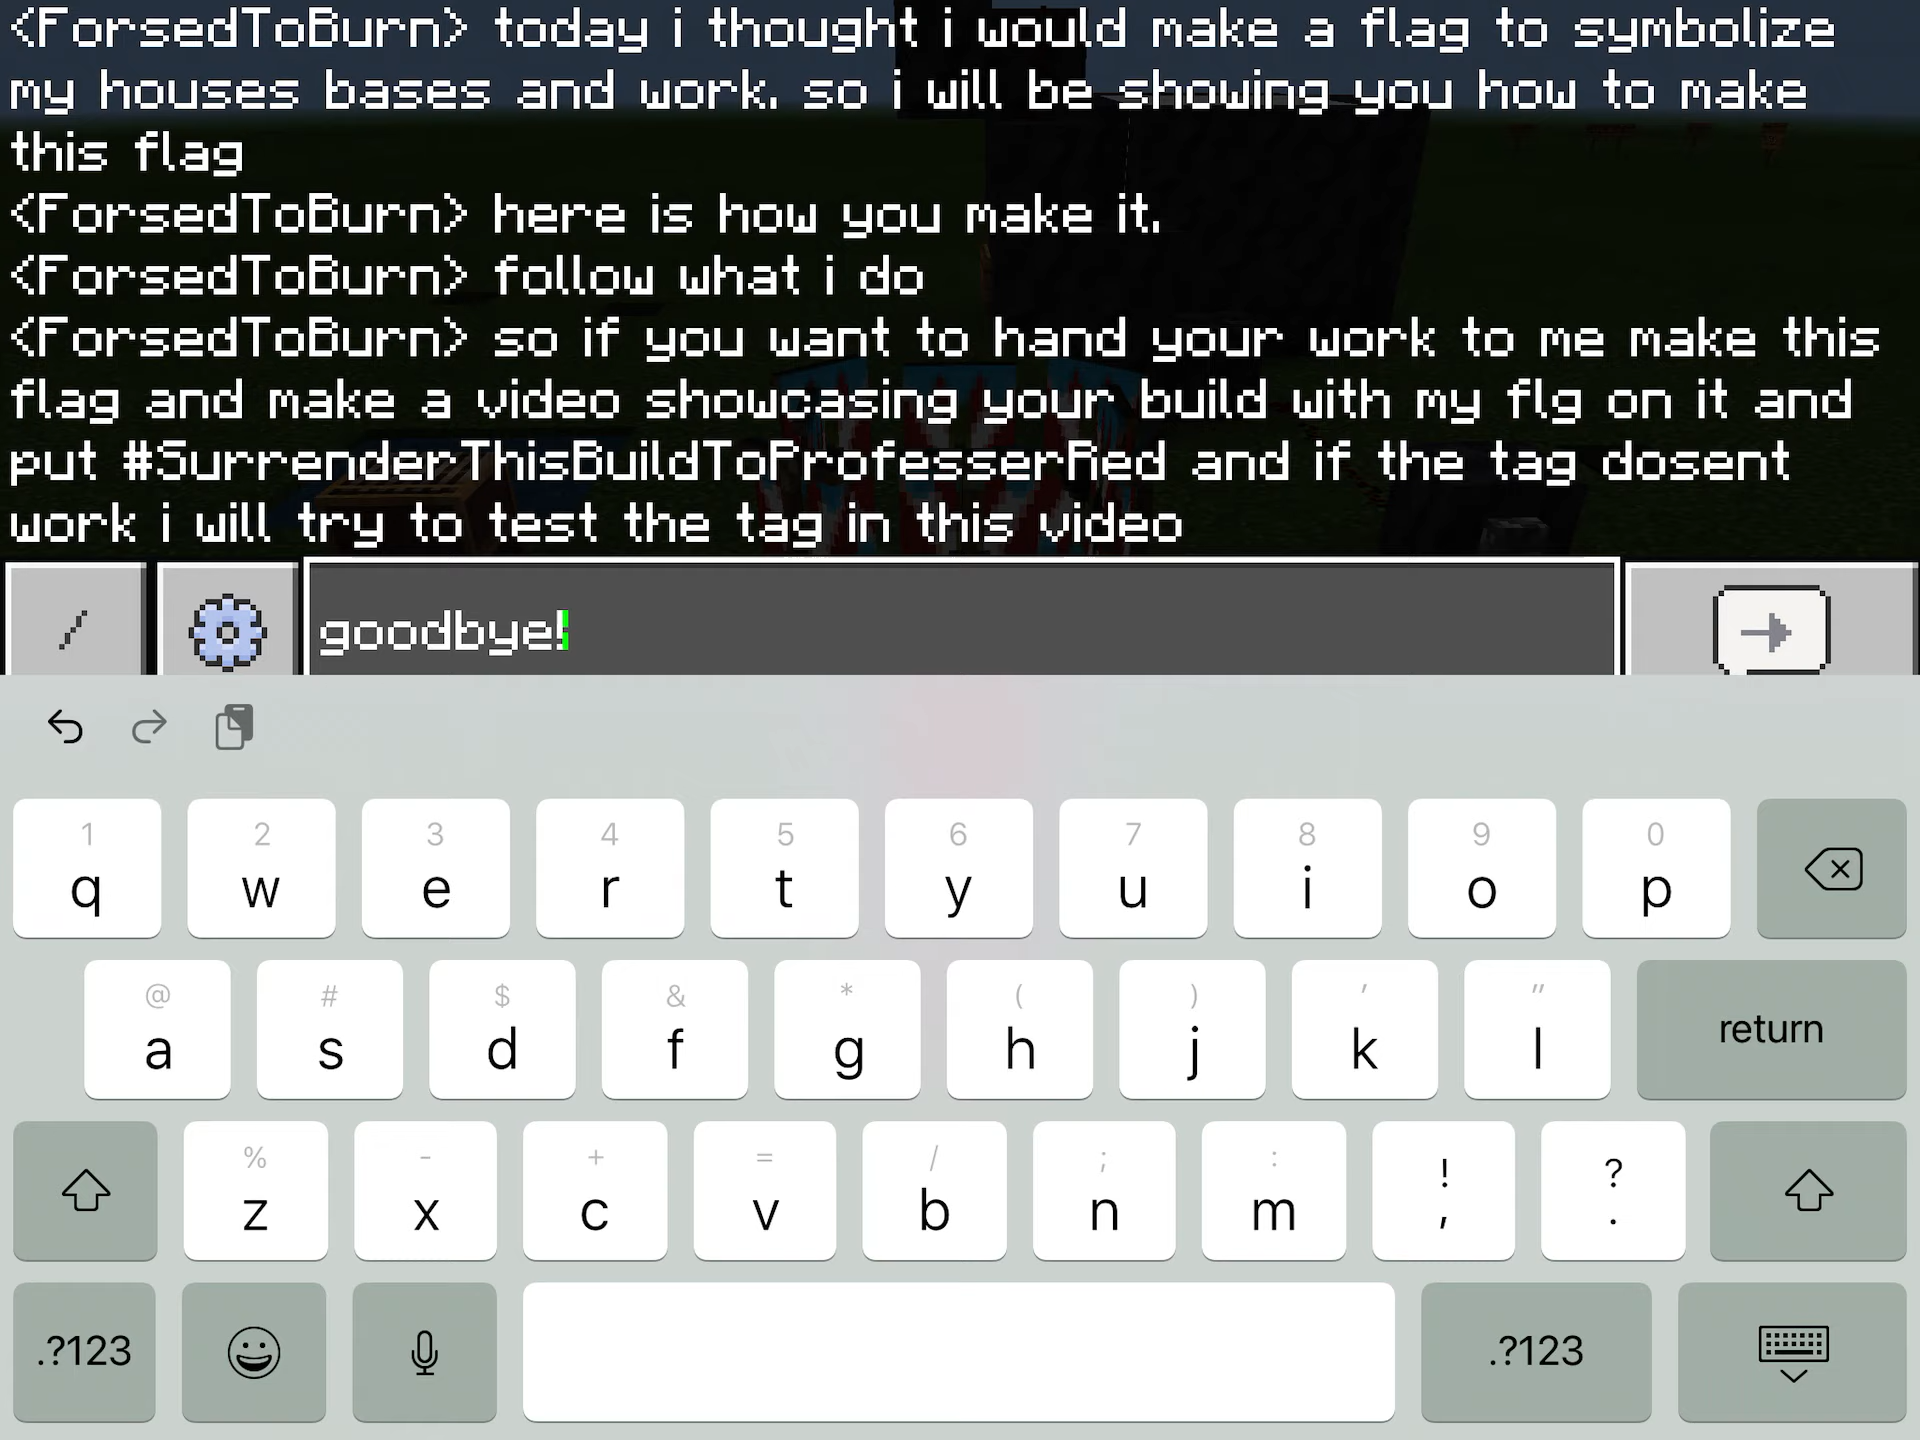 <ForsedToBurn> today i thought i would make a flag to symbolize
my houses bases and work. so i will be showing you how to make
this flag
<ForsedToBurn> here is how you make it.
<ForsedToBurn> follow what i do
<ForsedToBurn> so if you want to hand your work to me make this
flag and make a video showcasing your build with my flg on it and
put #SurrenderThisBuildToProfesserRed and if the tag dosent
work i will try to test the tag in this video
/ goodbye!
1 2 3 4 5 6 7 8 9 0
q w e r t y u i o p
@ # $ & * ( ) ' "
a s d f g h j k l return
% - + = / ; : ! ?
z x c v b n m , .
.?123 .?123